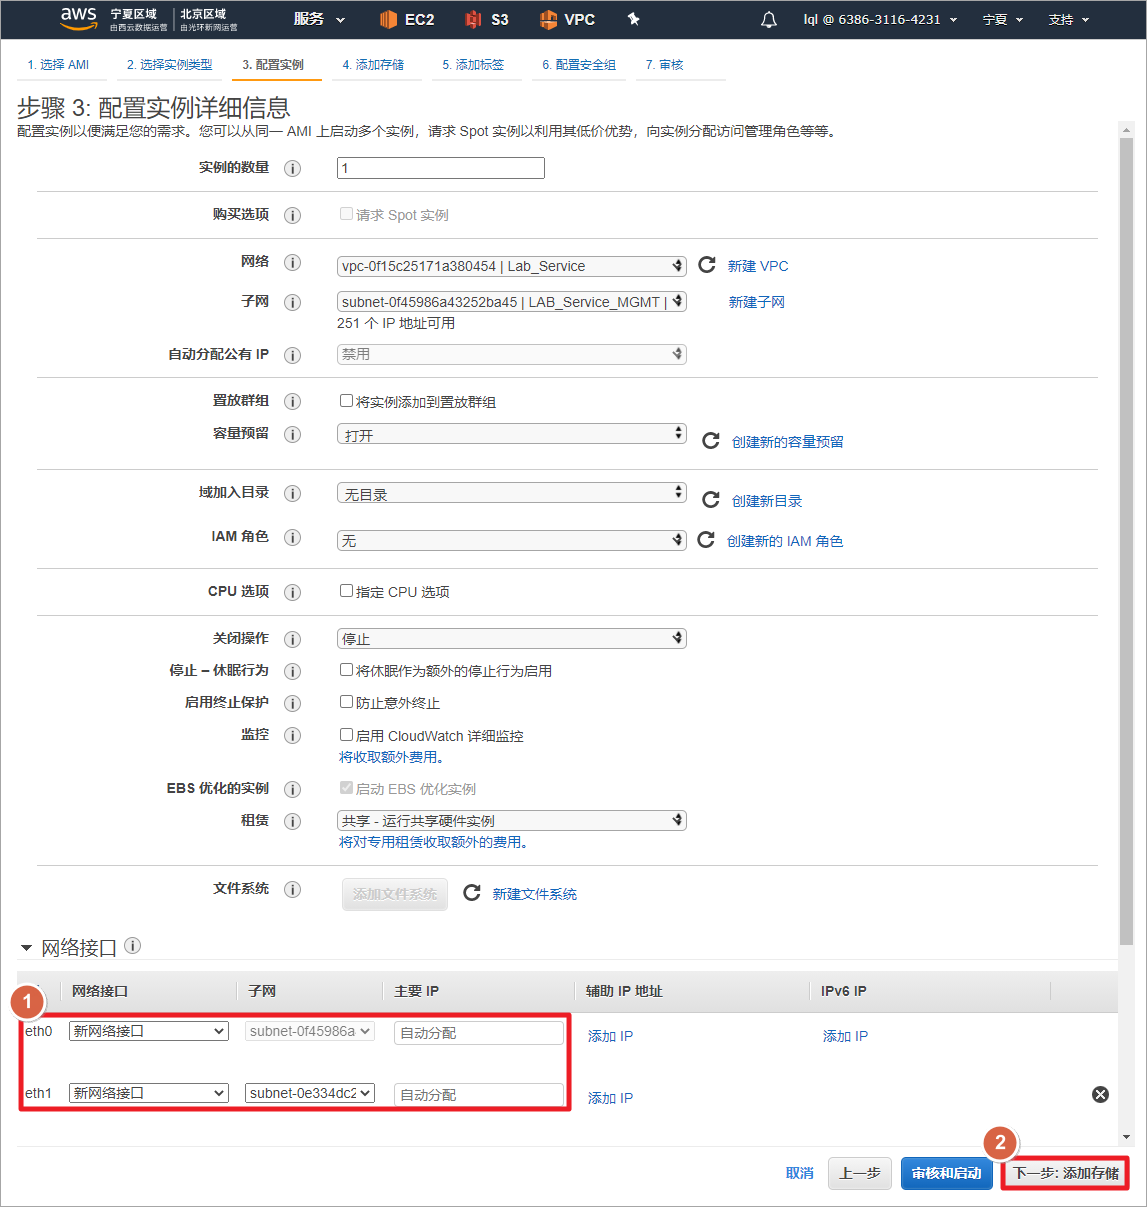 aws 宁夏区域 北京区域 服务 EC2 S3 VPC lql @ 6386-3116-4231 宁夏 支持
由西云数据运营 由光环新网运营
1. 选择 AMI 2. 选择实例类型 3. 配置实例 4. 添加存储 5. 添加标签 6. 配置安全组 7. 审核
步骤 3: 配置实例详细信息
配置实例以便满足您的需求。您可以从同一 AMI 上启动多个实例，请求 Spot 实例以利用其低价优势，向实例分配访问管理角色等等。
实例的数量 i 1
购买选项 i 请求 Spot 实例
网络 i vpc-0f15c25171a380454 | Lab_Service 新建 VPC
子网 i subnet-0f45986a43252ba45 | LAB_Service_MGMT | 新建子网
251 个 IP 地址可用
自动分配公有 IP i 禁用
置放群组 i 将实例添加到置放群组
容量预留 i 打开 创建新的容量预留
域加入目录 i 无目录 创建新目录
IAM 角色 i 无 创建新的 IAM 角色
CPU 选项 i 指定 CPU 选项
关闭操作 i 停止
停止 – 休眠行为 i 将休眠作为额外的停止行为启用
启用终止保护 i 防止意外终止
监控 i 启用 CloudWatch 详细监控
将收取额外费用。
EBS 优化的实例 i 启动 EBS 优化实例
租赁 i 共享 - 运行共享硬件实例
将对专用租赁收取额外的费用。
文件系统 i 添加文件系统 新建文件系统
网络接口 i
网络接口 子网 主要 IP 辅助 IP 地址 IPv6 IP
1
eth0 新网络接口 subnet-0f45986a 自动分配 添加 IP 添加 IP
eth1 新网络接口 subnet-0e334dc2 自动分配 添加 IP
2
取消 上一步 审核和启动 下一步: 添加存储